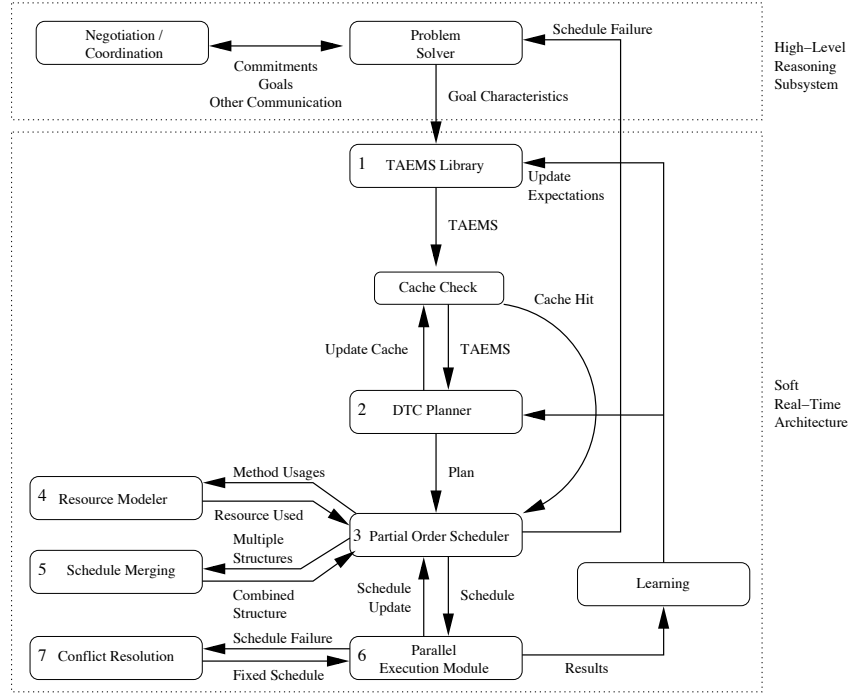 Negotiation /
Coordination
Commitments
Goals
Other Communication
Problem
Solver
Schedule Failure
High–Level
Reasoning
Subsystem
Goal Characteristics
1 TAEMS Library
Update
Expectations
TAEMS
Cache Check
Cache Hit
Update Cache
TAEMS
2 DTC Planner
Soft
Real–Time
Architecture
Plan
Method Usages
4 Resource Modeler
Resource Used
3 Partial Order Scheduler
Multiple
Structures
5 Schedule Merging
Combined
Structure
Schedule
Update
Schedule
Learning
Schedule Failure
7 Conflict Resolution
Fixed Schedule
6 Parallel
Execution Module
Results